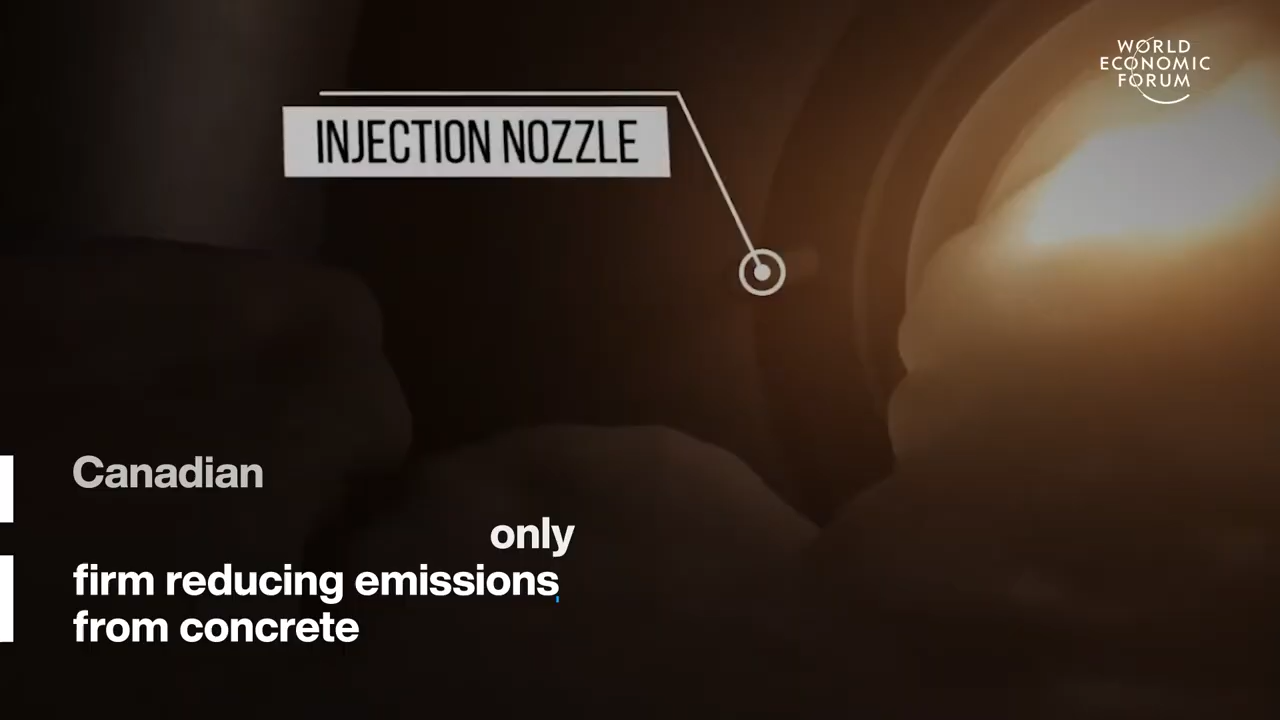 WORLD
ECONOMIC
FORUM
INJECTION NOZZLE
Canadian
only
firm reducing emissions
from concrete